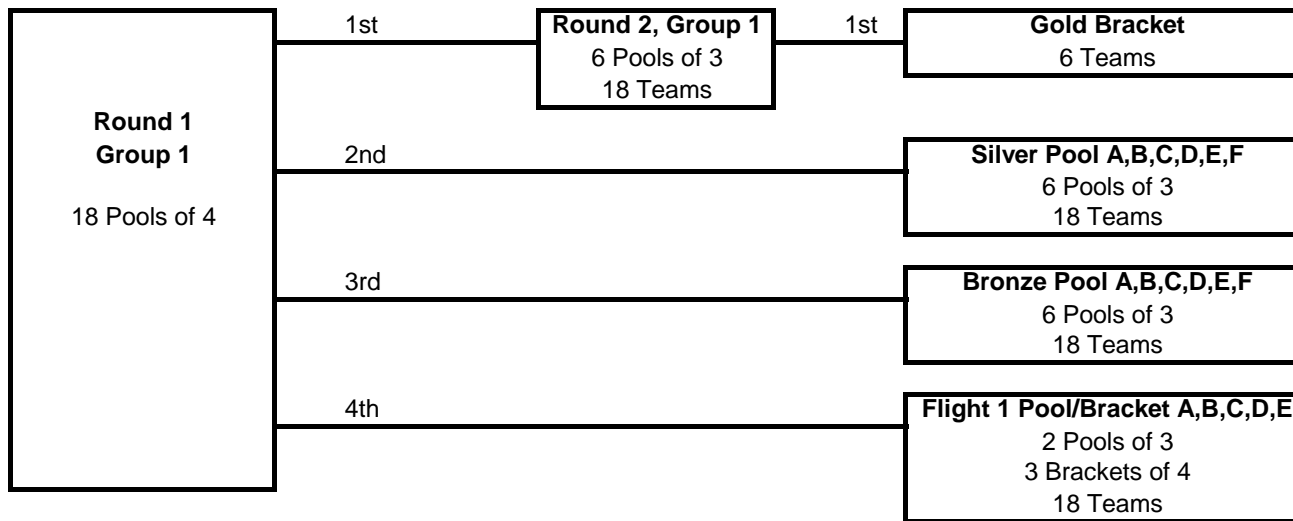 Round 1
Group 1
18 Pools of 4
1st
Round 2, Group 1
6 Pools of 3
18 Teams
1st
Gold Bracket
6 Teams
2nd
Silver Pool A,B,C,D,E,F
6 Pools of 3
18 Teams
3rd
Bronze Pool A,B,C,D,E,F
6 Pools of 3
18 Teams
4th
Flight 1 Pool/Bracket A,B,C,D,E
2 Pools of 3
3 Brackets of 4
18 Teams